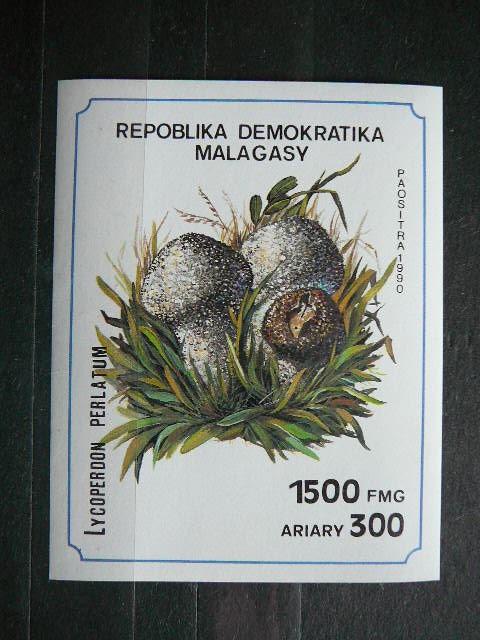 REPOBLIKA DEMOKRATIKA
MALAGASY
PAOSITRA 1990
LYCOPERDON PERLATUM
1500 FMG
ARIARY 300